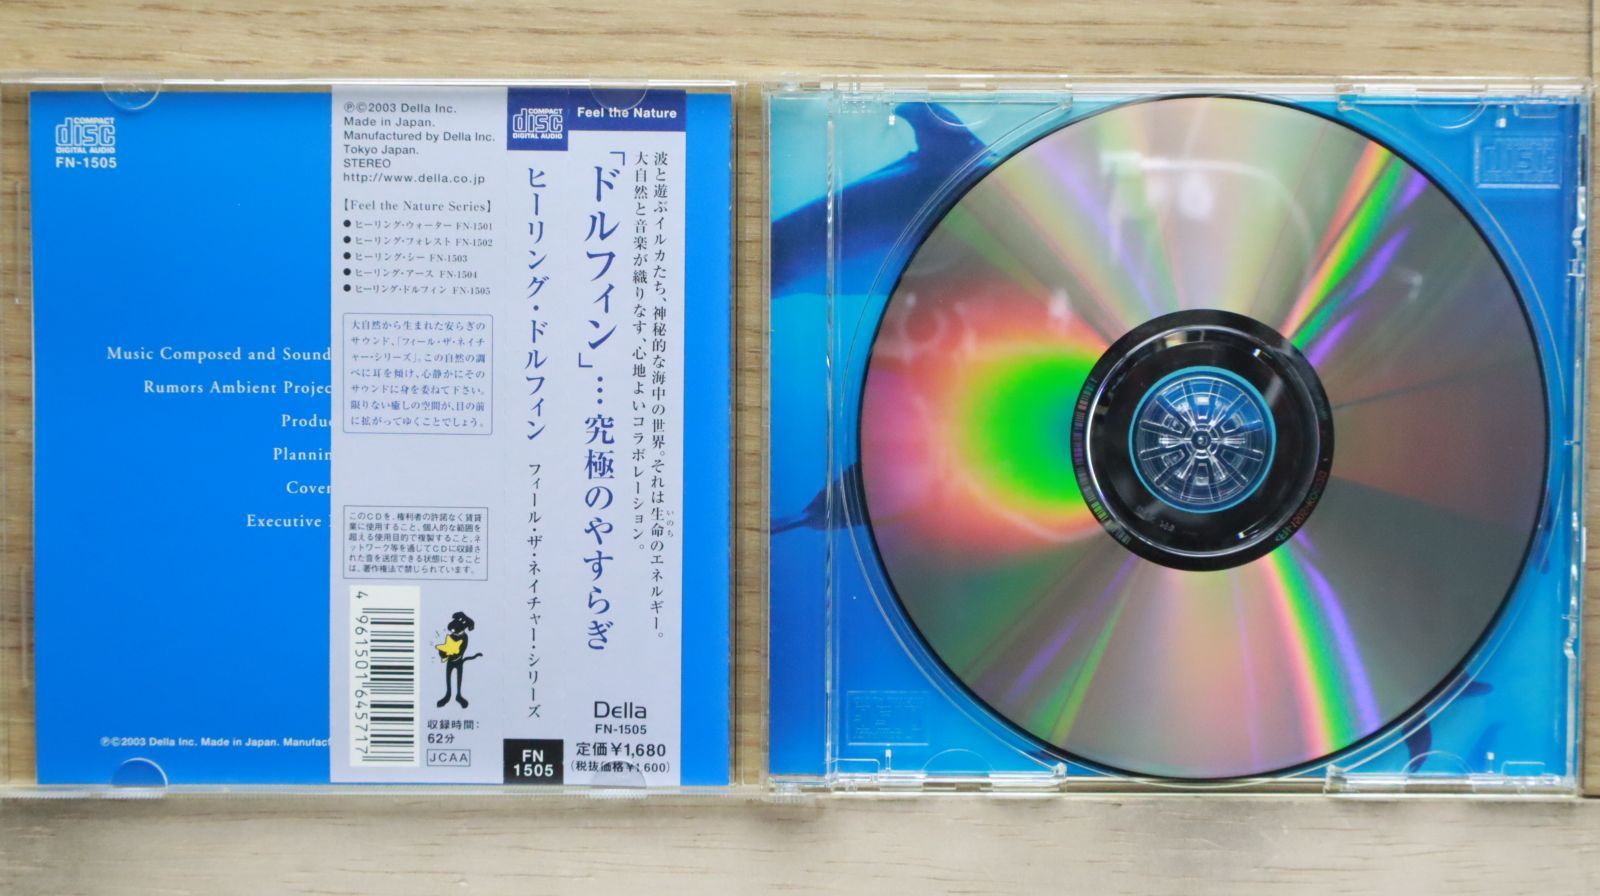 COMPACT
disc
DIGITAL AUDIO
FN-1505
Music Composed and Sound
Rumors Ambient Projec
Produc
Plannin
Cover
Executive
Ⓟ©2003 Della Inc. Made in Japan. Manufact
Ⓟ©2003 Della Inc.
Made in Japan.
Manufactured by Della Inc.
Tokyo Japan.
STEREO
http://www.della.co.jp
【Feel the Nature Series】
●ヒーリング・ウォーター FN-1501
●ヒーリング・フォレスト FN-1502
●ヒーリング・シー FN-1503
●ヒーリング・アース FN-1504
●ヒーリング・ドルフィン FN-1505
大自然から生まれた安らぎの
サウンド、「フィール・ザ・ネイチ
ャー・シリーズ」。この自然の調
べに耳を傾け、心静かにその
サウンドに身を委ねて下さい。
限りない癒しの空間が、目の前
に拡がってゆくことでしょう。
このCDを、権利者の許諾なく賃貸
業に使用すること、個人的な範囲を
超える使用目的で複製すること、ネ
ットワーク等を通じてCDに収録さ
れた音を送信できる状態にすること
は、著作権法で禁じられています。
4961501645717
収録時間:
62分
JCAA
COMPACT
disc
DIGITAL AUDIO
ヒーリング・ドルフィン フィール・ザ・ネイチャー・シリーズ
FN
1505
Feel the Nature
波と遊ぶイルカたち、神秘的な海中の世界。それは生命のエネルギー。
いのち
大自然と音楽が織りなす、心地よいコラボレーション。
「ドルフィン」…究極のやすらぎ
Della
FN-1505
定価¥1,680
(税抜価格¥1,600)